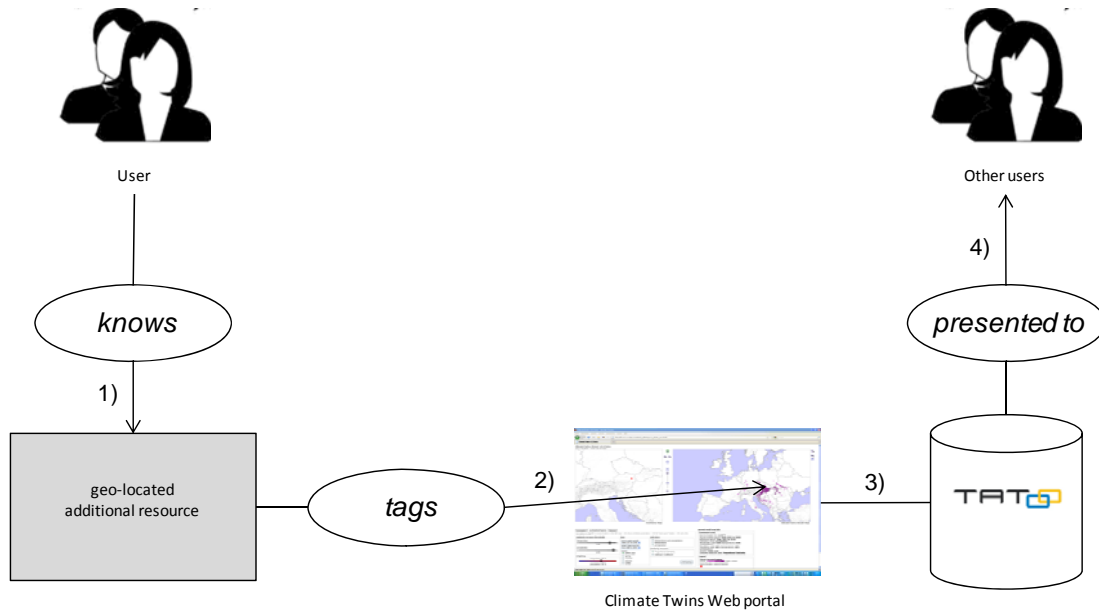 User
Other users
4)
knows
presented to
1)
geo-located
additional resource
tags
2)
3)
TAT
Climate Twins Web portal